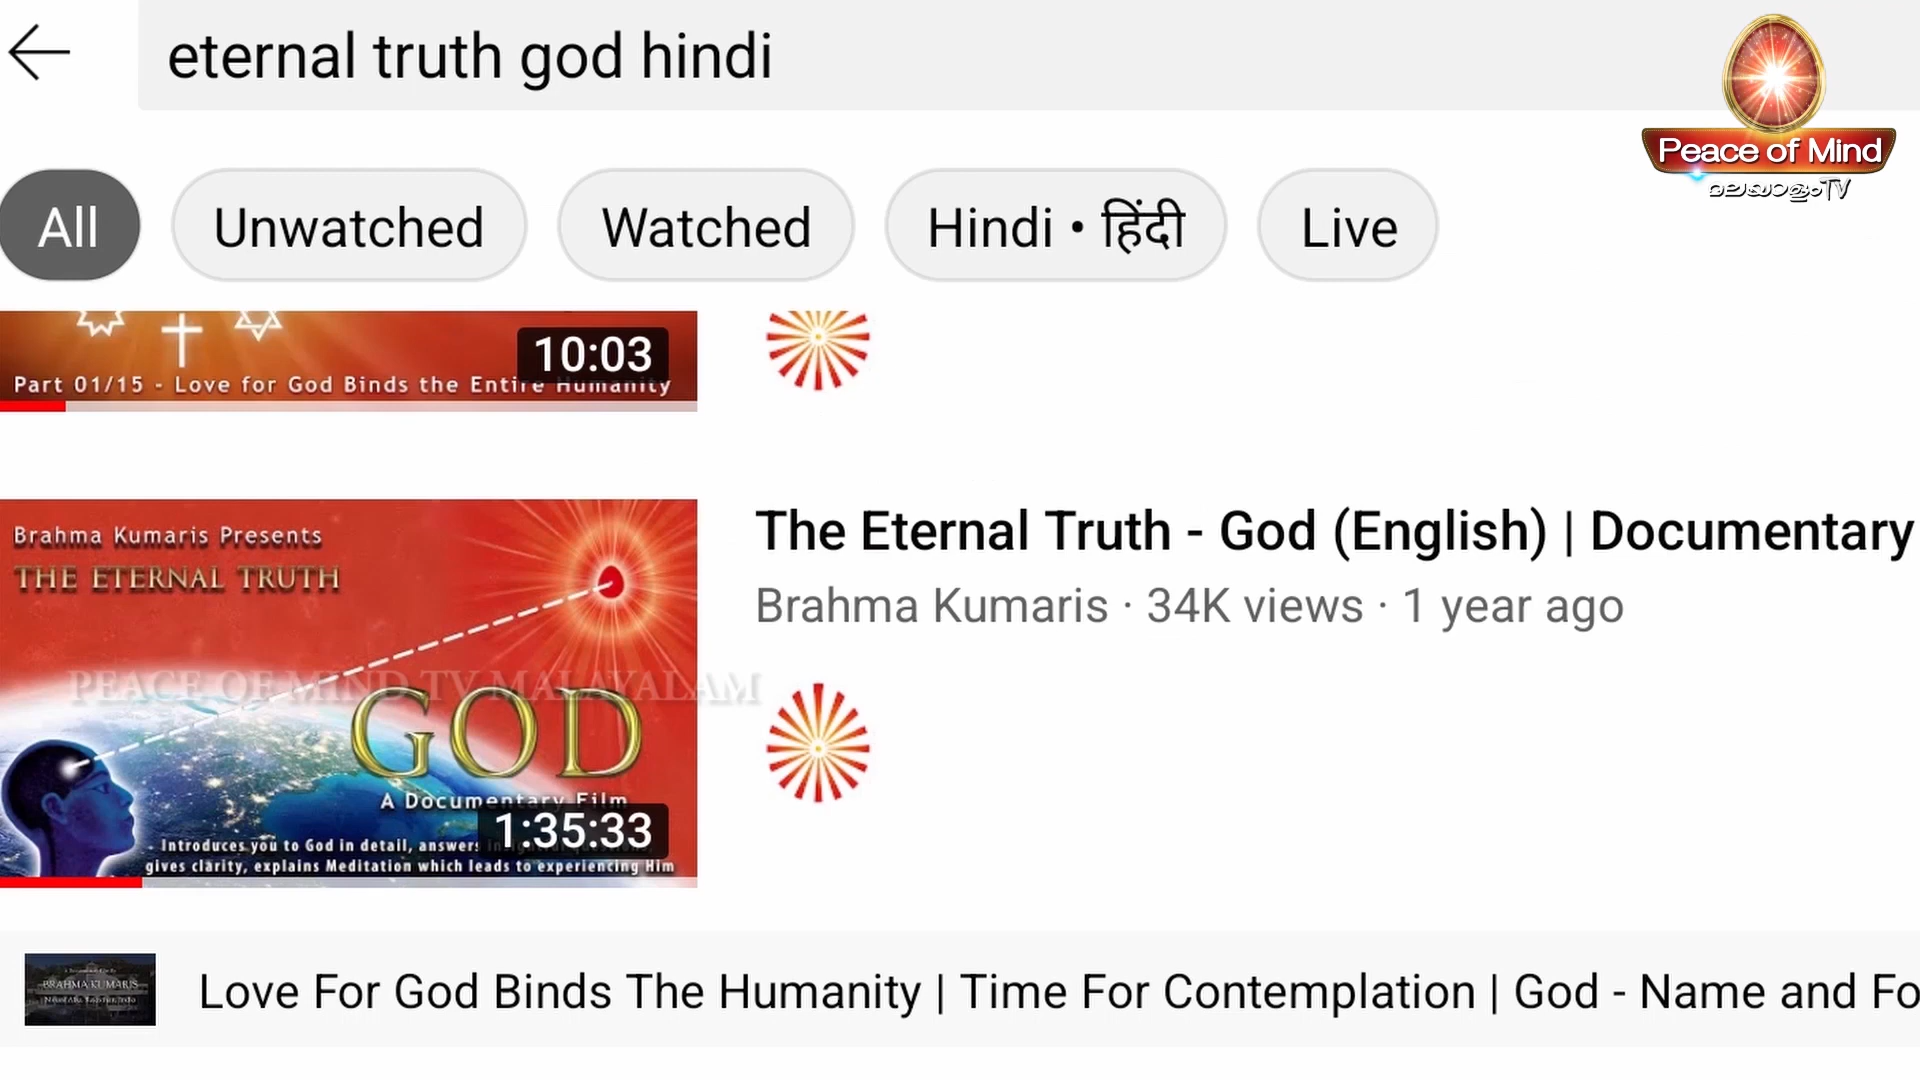 eternal truth god hindi
Peace of Mind
മലയാളംTV
All
Unwatched
Watched
Hindi • हिंदी
Live
10:03
Part 01/15 - Love for God Binds the Entire Humanity
Brahma Kumaris Presents
THE ETERNAL TRUTH
The Eternal Truth - God (English) | Documentary
Brahma Kumaris · 34K views · 1 year ago
PEACE OF MIND TV MALAYALAM
GOD
A Documentary Film
1:35:33
Introduces you to God in detail, answers
gives clarity, explains Meditation which leads to experiencing Him
BRAHMA KUMARIS
Love For God Binds The Humanity | Time For Contemplation | God - Name and Fo